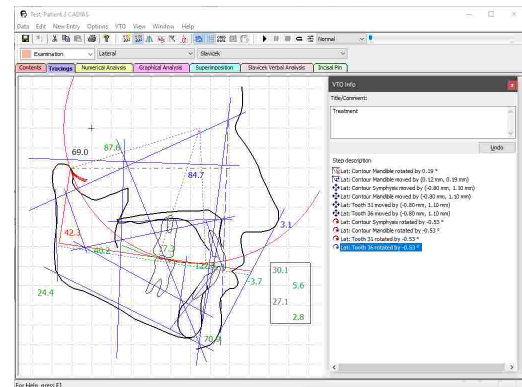 Test, Patient J-CADIAS
Data Edit New Entry Options VTO View Window Help
Normal
Examination Lateral Slavicek
Contents Tracings Numerical Analysis Graphical Analysis Superimposition Slavicek Verbal Analysis Incisal Pin
VTO Info
Title/Comment:
Treatment
Undo
Step description
Lat: Contour Mandible rotated by 0.19 °
Lat: Contour Mandible moved by (0.12 mm, 0.19 mm)
Lat: Contour Symphysis moved by (-0.80 mm, 1.10 mm)
Lat: Contour Mandible moved by (-0.80 mm, 1.10 mm)
Lat: Tooth 31 moved by (-0.80 mm, 1.10 mm)
Lat: Tooth 36 moved by (-0.80 mm, 1.10 mm)
Lat: Contour Symphysis rotated by -0.53 °
Lat: Contour Mandible rotated by -0.53 °
Lat: Tooth 31 rotated by -0.53 °
Lat: Tooth 36 rotated by -0.53 °
87.6
69.0
84.7
3.1
42.3
40.2
7.3
-3.7
30.1
5.6
24.4
27.1
2.8
For Help, press F1